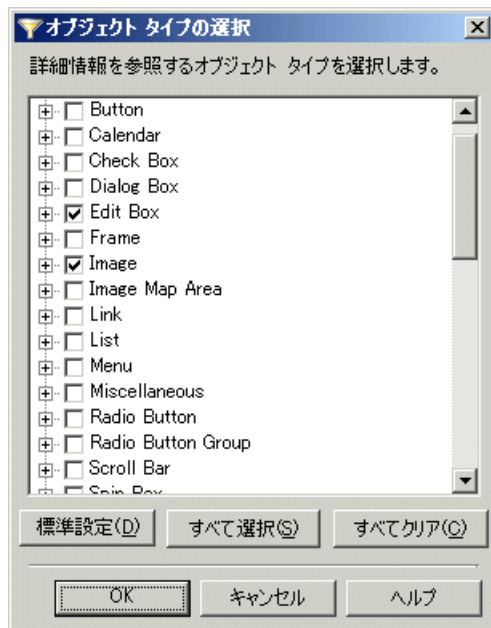 オブジェクト タイプの選択
詳細情報を参照するオブジェクト タイプを選択します。
Button
Calendar
Check Box
Dialog Box
Edit Box
Frame
Image
Image Map Area
Link
List
Menu
Miscellaneous
Radio Button
Radio Button Group
Scroll Bar
Spin Box
標準設定(D) すべて選択(S) すべてクリア(C)
OK キャンセル ヘルプ